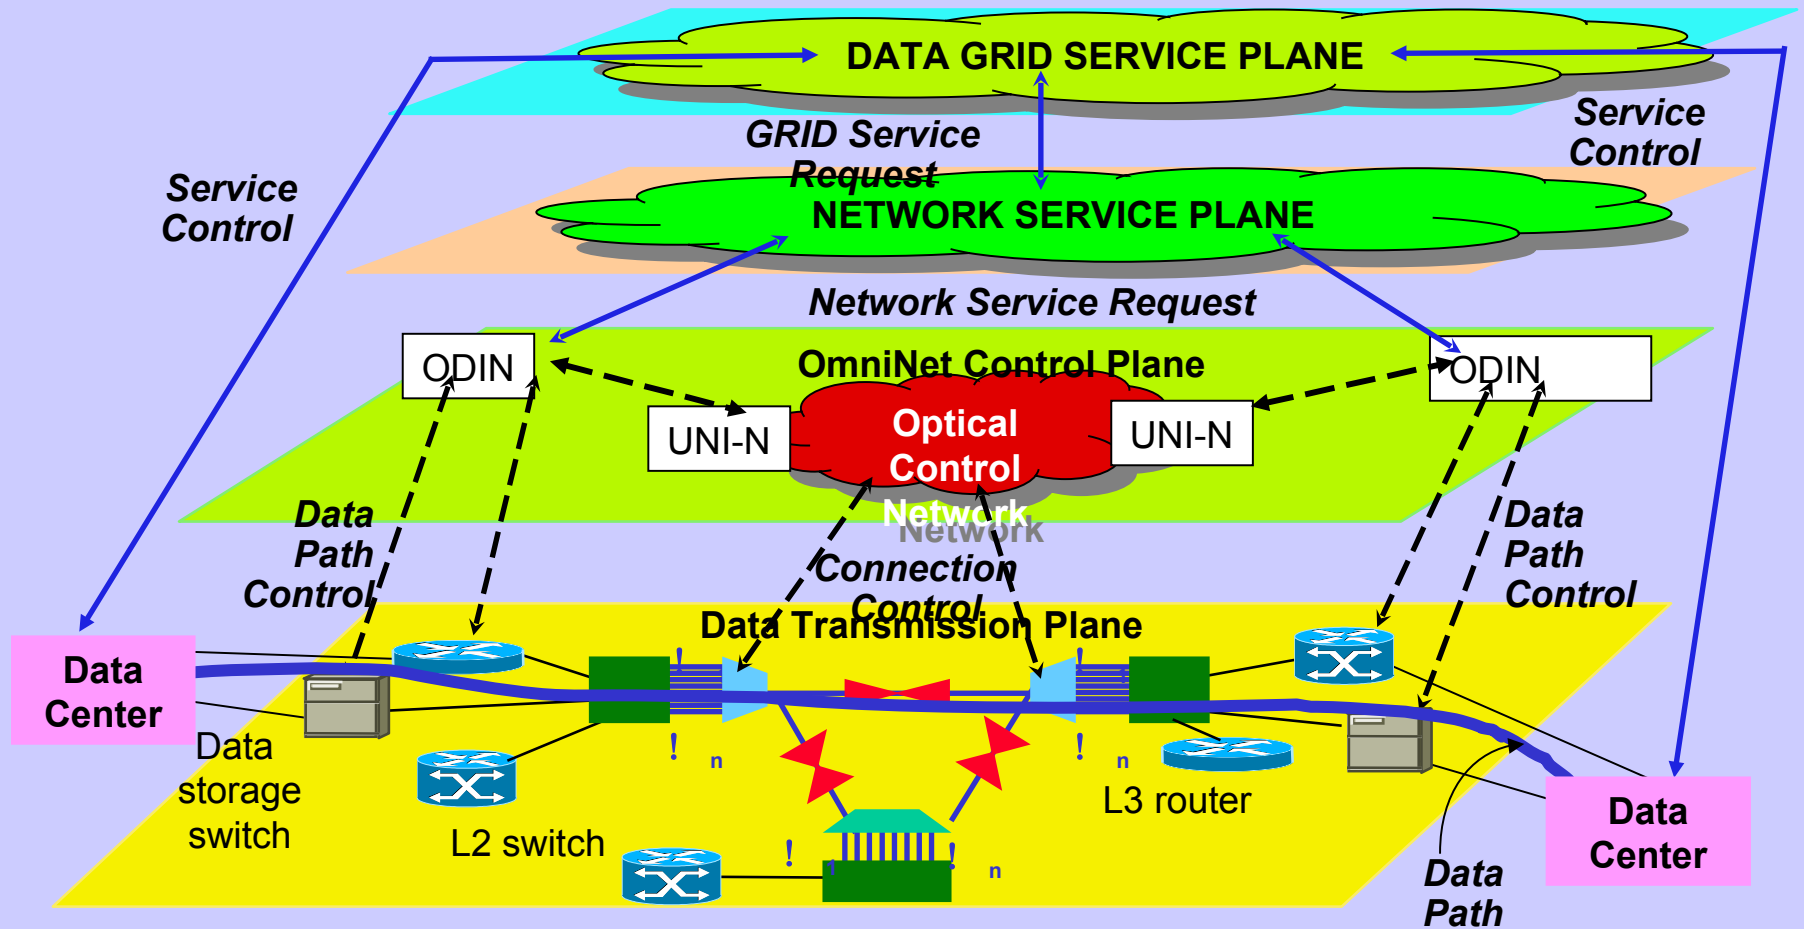 DATA GRID SERVICE PLANE
GRID Service
Request
Service
Control
Service
Control
NETWORK SERVICE PLANE
Network Service Request
ODIN
OmniNet Control Plane
ODIN
UNI-N
Optical
Control
Network
UNI-N
Data
Path
Control
Data
Path
Control
Connection
Control
Data Transmission Plane
Data
Center
!
!
!
n
!
n
Data
storage
switch
L2 switch
L3 router
!
!
n
Data
Center
Data
Path